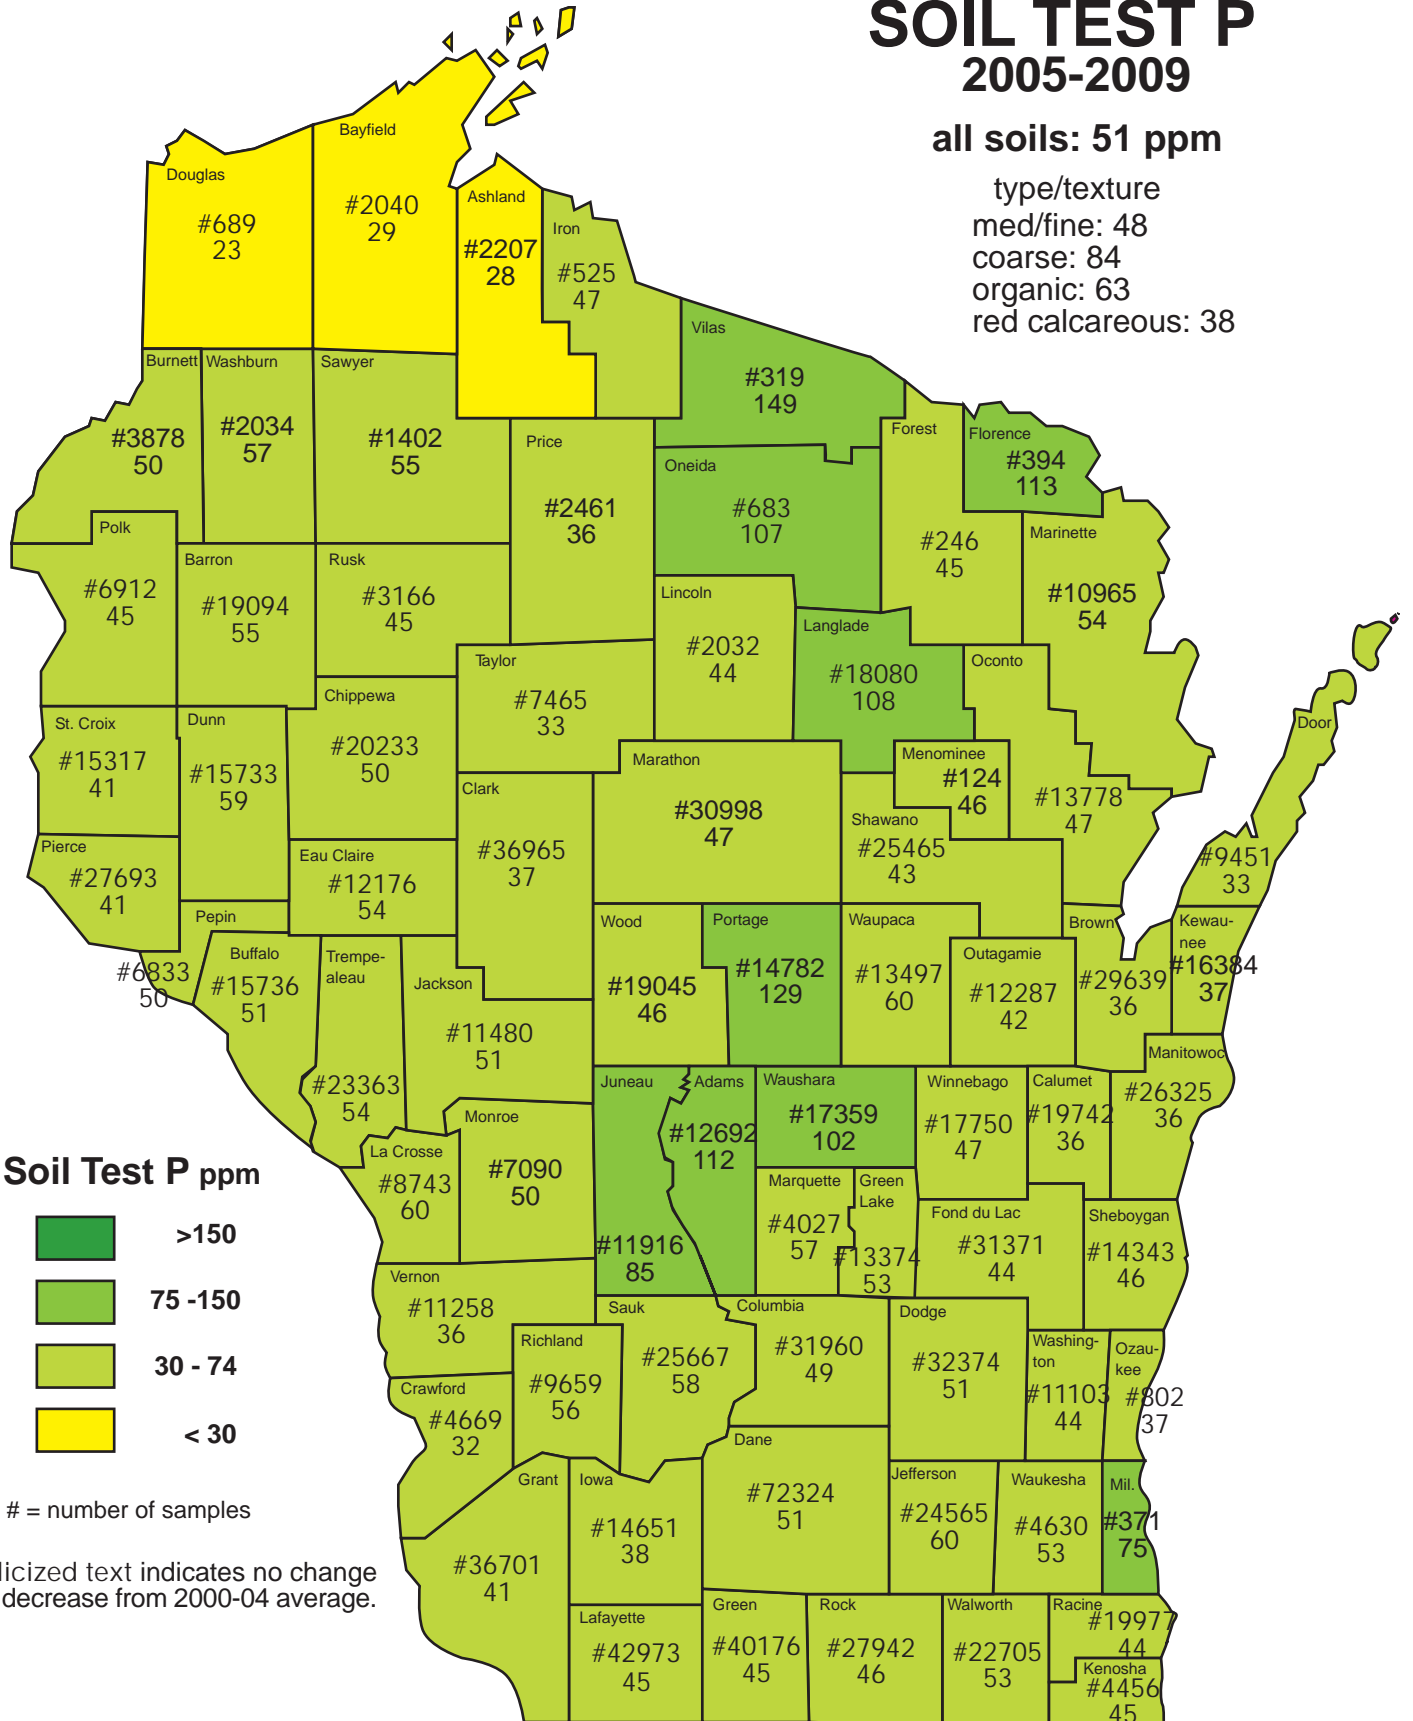 SOIL TEST P
2005-2009
all soils: 51 ppm
type/texture
med/fine: 48
coarse: 84
organic: 63
red calcareous: 38
Douglas
#689
23
Bayfield
#2040
29
Ashland
#2207
28
Iron
#525
47
Vilas
#319
149
Burnett
#3878
50
Washburn
#2034
57
Sawyer
#1402
55
Price
#2461
36
Oneida
#683
107
Forest
#246
45
Florence
#394
113
Marinette
#10965
54
Polk
#6912
45
Barron
#19094
55
Rusk
#3166
45
Lincoln
#2032
44
Langlade
#18080
108
Oconto
#13778
47
Taylor
#7465
33
Chippewa
#20233
50
St. Croix
#15317
41
Dunn
#15733
59
Marathon
#30998
47
Menominee
#124
46
Shawano
#25465
43
Door
#9451
33
Clark
#36965
37
Pierce
#27693
41
Eau Claire
#12176
54
Pepin
#6833
50
Buffalo
#15736
51
Trempe-
aleau
#23363
54
Jackson
#11480
51
Wood
#19045
46
Portage
#14782
129
Waupaca
#13497
60
Outagamie
#12287
42
Brown
#29639
36
Kewau-
nee
#16384
37
Manitowoc
#26325
36
Juneau
#11916
85
Adams
#12692
112
Waushara
#17359
102
Winnebago
#17750
47
Calumet
#19742
36
Monroe
#7090
50
La Crosse
#8743
60
Marquette
#4027
57
Green
Lake
#13374
53
Fond du Lac
#31371
44
Sheboygan
#14343
46
Vernon
#11258
36
Sauk
#25667
58
Columbia
#31960
49
Dodge
#32374
51
Washing-
ton
#11103
44
Ozau-
kee
#802
37
Richland
#9659
56
Crawford
#4669
32
Dane
#72324
51
Grant
#36701
41
Iowa
#14651
38
Jefferson
#24565
60
Waukesha
#4630
53
Mil.
#371
75
Lafayette
#42973
45
Green
#40176
45
Rock
#27942
46
Walworth
#22705
53
Racine
#19977
44
Kenosha
#4456
45
Soil Test P ppm
>150
75 -150
30 - 74
< 30
# = number of samples
licized text indicates no change
decrease from 2000-04 average.